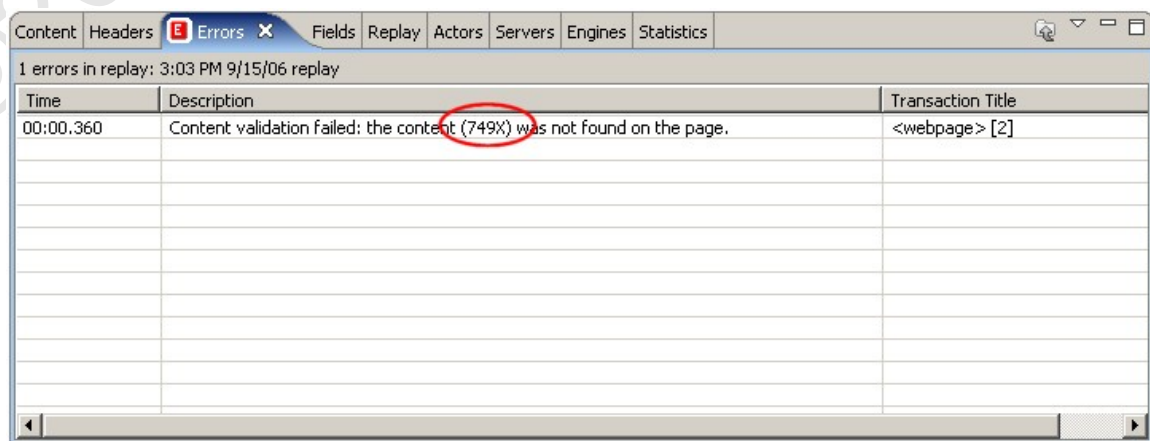 Content Headers E Errors X Fields Replay Actors Servers Engines Statistics
1 errors in replay: 3:03 PM 9/15/06 replay
Time Description Transaction Title
00:00.360 Content validation failed: the content (749X) was not found on the page. <webpage> [2]